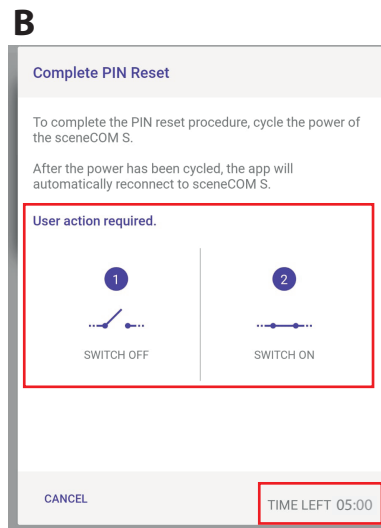 B
Complete PIN Reset
To complete the PIN reset procedure, cycle the power of
the sceneCOM S.
After the power has been cycled, the app will
automatically reconnect to sceneCOM S.
User action required.
1
2
SWITCH OFF
SWITCH ON
CANCEL
TIME LEFT 05:00